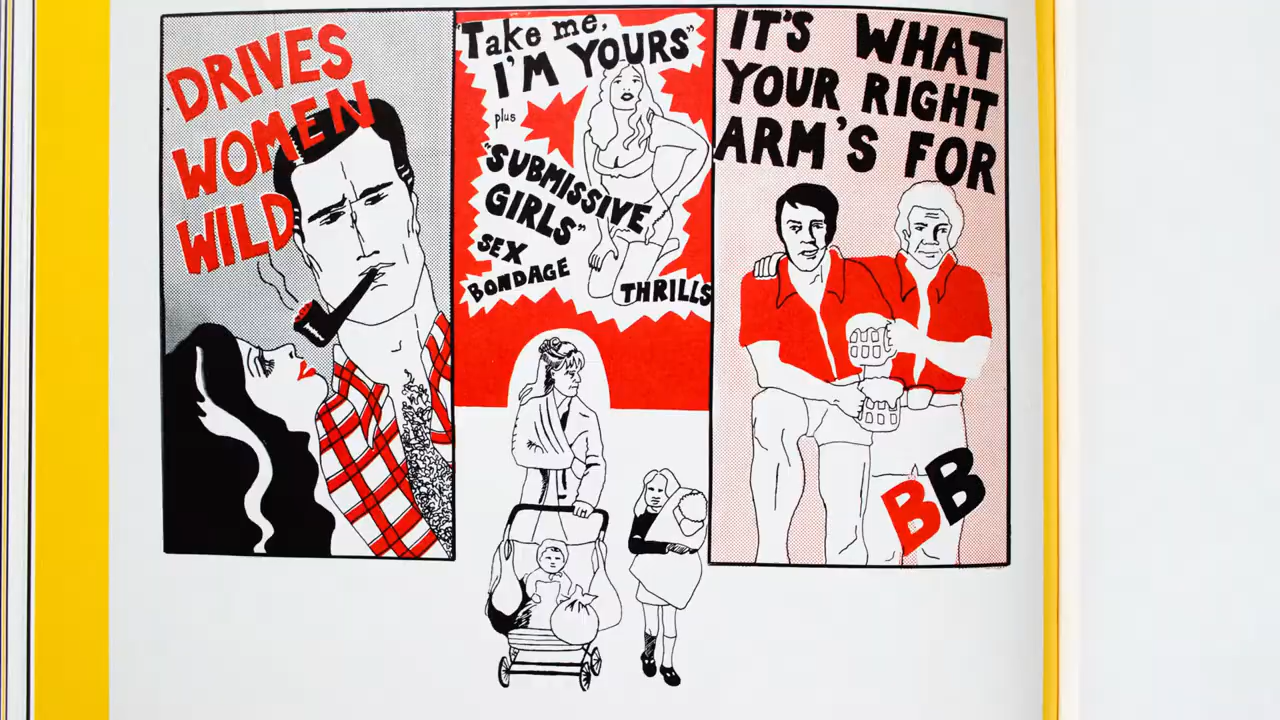 DRIVES
WOMEN
WILD
"Take me,
I'M YOURS"
plus
"SUBMISSIVE
GIRLS"
SEX
BONDAGE
THRILLS
IT'S WHAT
YOUR RIGHT
ARM'S FOR
BB